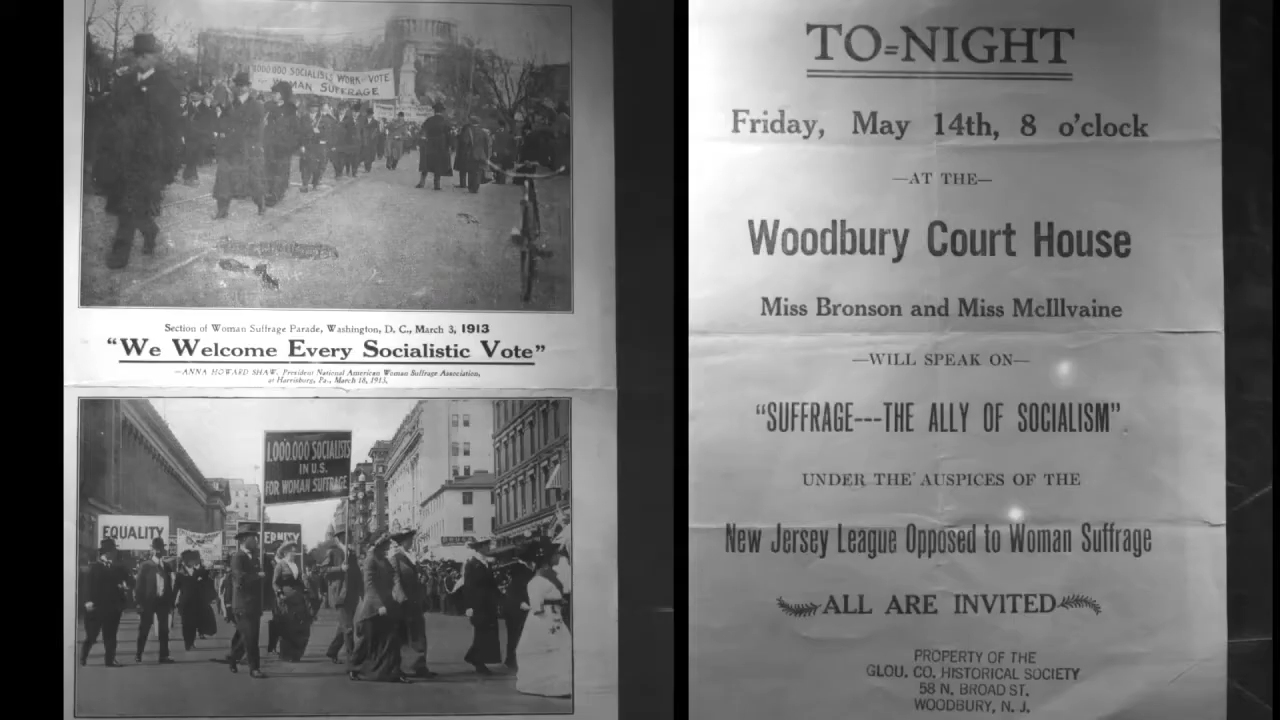 1,000,000 SOCIALISTS WORK AND VOTE
FOR WOMAN SUFFRAGE
Section of Woman Suffrage Parade, Washington, D. C., March 3, 1913
“We Welcome Every Socialistic Vote”
—ANNA HOWARD SHAW, President National American Woman Suffrage Association,
at Harrisburg, Pa., March 18, 1913.
1,000,000 SOCIALISTS
IN U.S.
FOR WOMAN SUFFRAGE
EQUALITY
ERNITY
TO=NIGHT
Friday, May 14th, 8 o’clock
—AT THE—
Woodbury Court House
Miss Bronson and Miss McIllvaine
—WILL SPEAK ON—
“SUFFRAGE---THE ALLY OF SOCIALISM”
UNDER THE AUSPICES OF THE
New Jersey League Opposed to Woman Suffrage
ALL ARE INVITED
PROPERTY OF THE
GLOU. CO. HISTORICAL SOCIETY
58 N. BROAD ST.
WOODBURY, N. J.